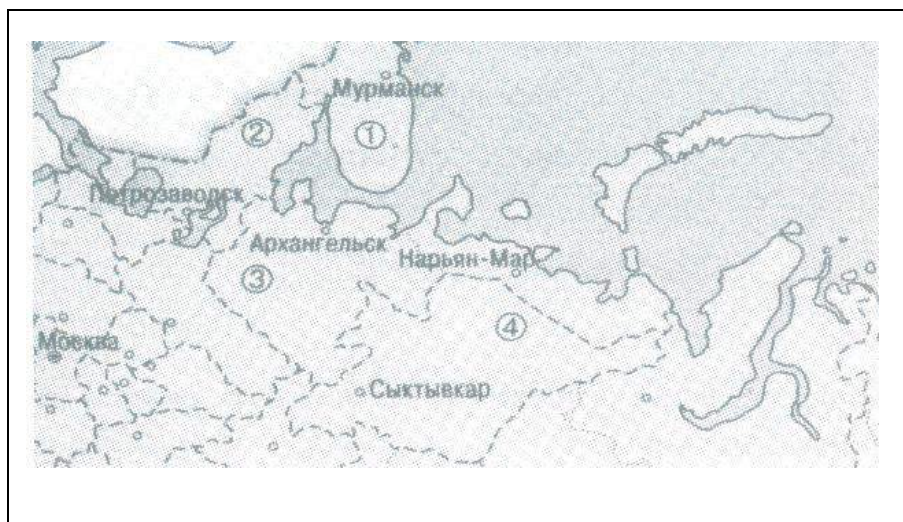 Мурманск
①
②
Петрозаводск
Архангельск
Нарьян-Мар
③
④
Москва
Сыктывкар